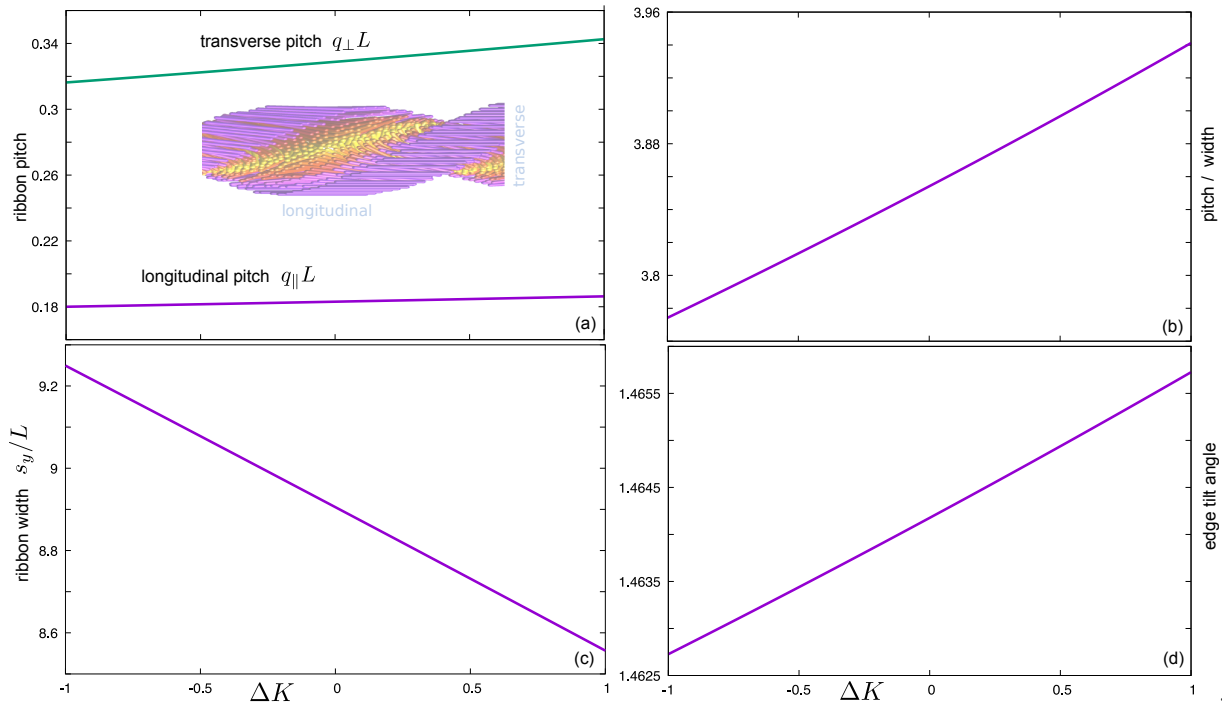 0.34
0.3
0.26
0.22
0.18
ribbon pitch
transverse pitch q⊥L
transverse
longitudinal
longitudinal pitch q∥L
(a)
3.96
3.88
3.8
pitch / width
(b)
9.2
9
8.8
8.6
ribbon width s_y/L
(c)
-1
-0.5
0
0.5
1
ΔK
1.4655
1.4645
1.4635
1.4625
edge tilt angle
(d)
-1
-0.5
0
0.5
1
ΔK